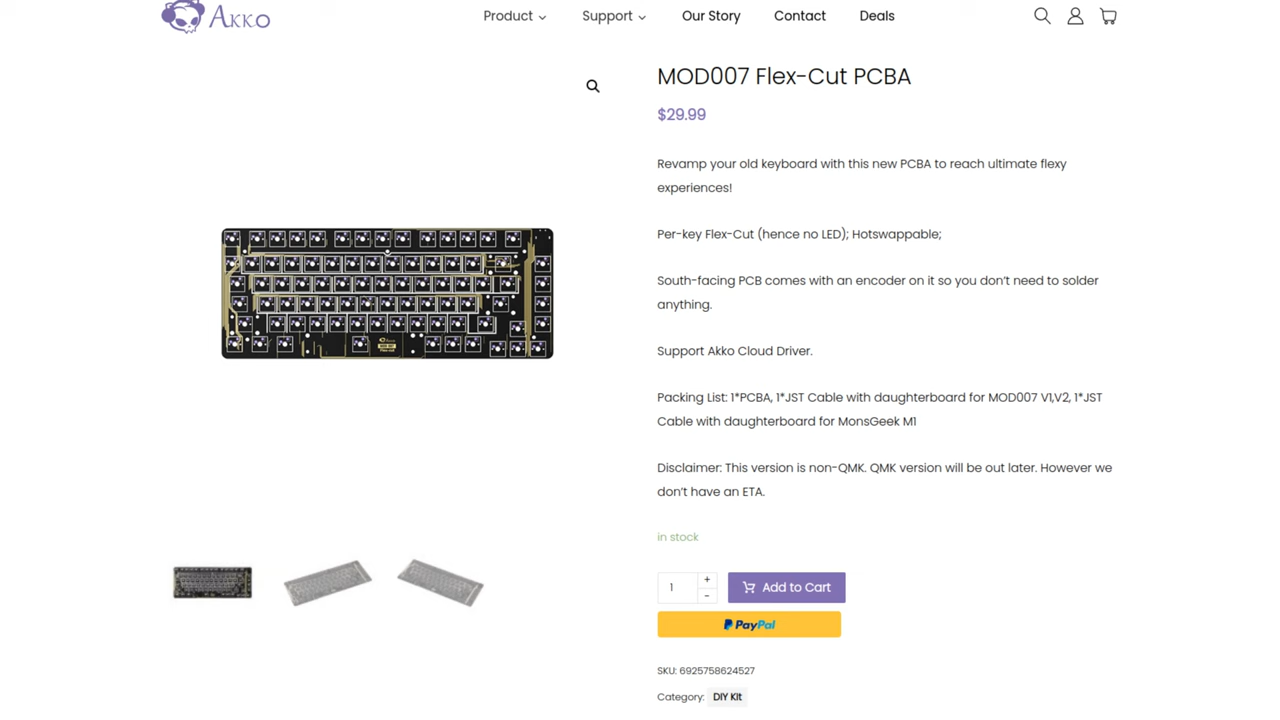 AKKO
Product
Support
Our Story
Contact
Deals
MOD007 Flex-Cut PCBA
$29.99
Revamp your old keyboard with this new PCBA to reach ultimate flexy
experiences!
Per-key Flex-Cut (hence no LED); Hotswappable;
South-facing PCB comes with an encoder on it so you don't need to solder
anything.
Support Akko Cloud Driver.
Packing List: 1*PCBA, 1*JST Cable with daughterboard for MOD007 V1,V2, 1*JST
Cable with daughterboard for MonsGeek M1
Disclaimer: This version is non-QMK. QMK version will be out later. However we
don't have an ETA.
in stock
1
+
-
Add to Cart
PayPal
SKU: 6925758624527
Category: DIY Kit